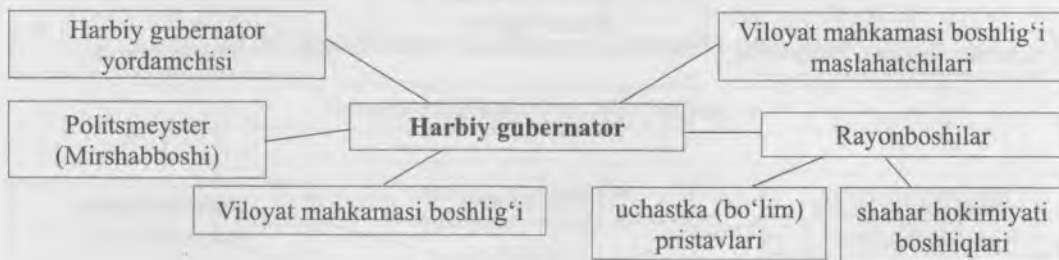 Harbiy gubernator
yordamchisi
Viloyat mahkamasi boshlig‘i
maslahatchilari
Politsmeyster
(Mirshabboshi)
Harbiy gubernator
Rayonboshilar
Viloyat mahkamasi boshlig‘i
uchastka (bo‘lim)
pristavlari
shahar hokimiyati
boshliqlari